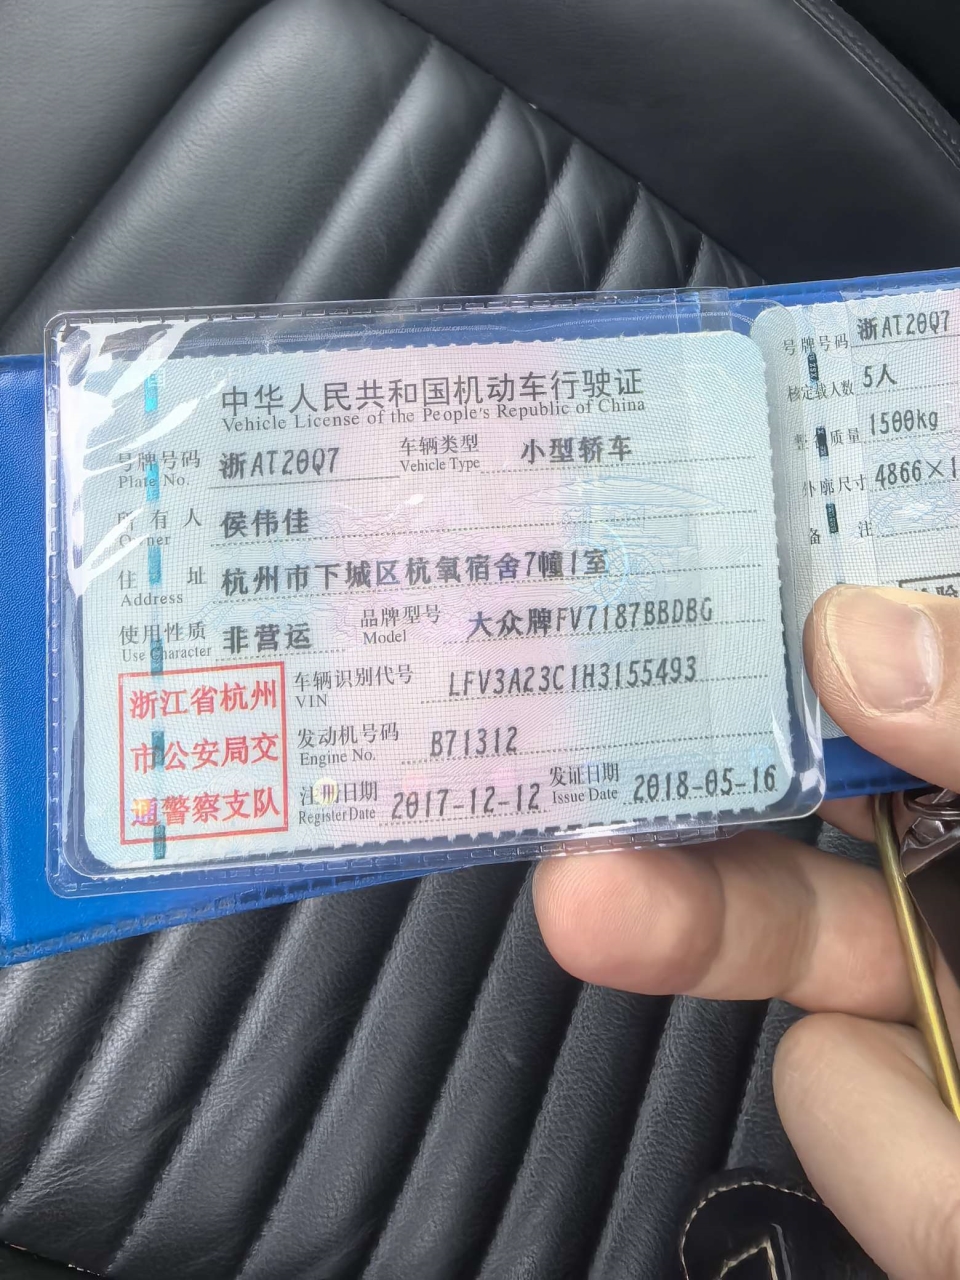 中华人民共和国机动车行驶证
Vehicle License of the People's Republic of China
号牌号码 浙AT20Q7 车辆类型 小型轿车
Plate No. Vehicle Type
所有人 侯伟佳
Owner
住址 杭州市下城区杭氧宿舍7幢1室
Address
使用性质 非营运 品牌型号 大众牌FV7187BBDBG
Use Character Model
浙江省杭州
市公安局交
通警察支队
车辆识别代号 LFV3A23C1H3155493
VIN
发动机号码 B71312
Engine No.
注册日期 2017-12-12 发证日期 2018-05-16
Register Date Issue Date
号牌号码 浙AT20Q7
核定载人数 5人
整备质量 1500kg
外廓尺寸 4866×1
备注